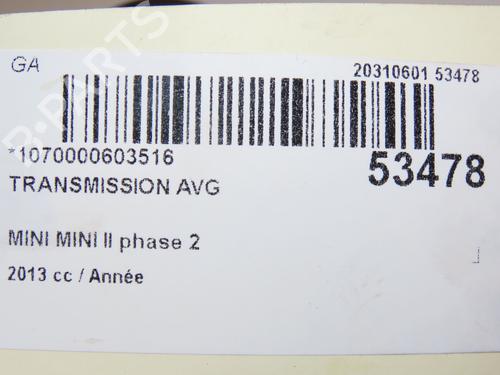 GA
20310601 53478
*1070000603516
53478
TRANSMISSION AVG
MINI MINI II phase 2
2013 cc / Année